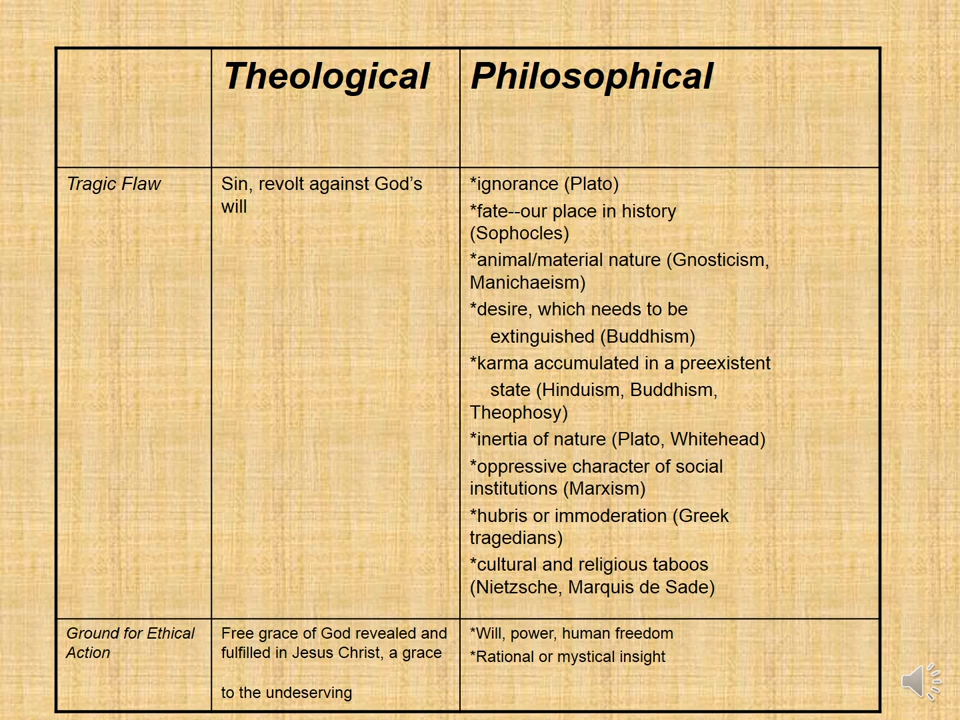 Theological
Philosophical
Tragic Flaw
Sin, revolt against God’s
will
*ignorance (Plato)
*fate--our place in history
(Sophocles)
*animal/material nature (Gnosticism,
Manichaeism)
*desire, which needs to be
extinguished (Buddhism)
*karma accumulated in a preexistent
state (Hinduism, Buddhism,
Theophosy)
*inertia of nature (Plato, Whitehead)
*oppressive character of social
institutions (Marxism)
*hubris or immoderation (Greek
tragedians)
*cultural and religious taboos
(Nietzsche, Marquis de Sade)
Ground for Ethical
Action
Free grace of God revealed and
fulfilled in Jesus Christ, a grace
to the undeserving
*Will, power, human freedom
*Rational or mystical insight